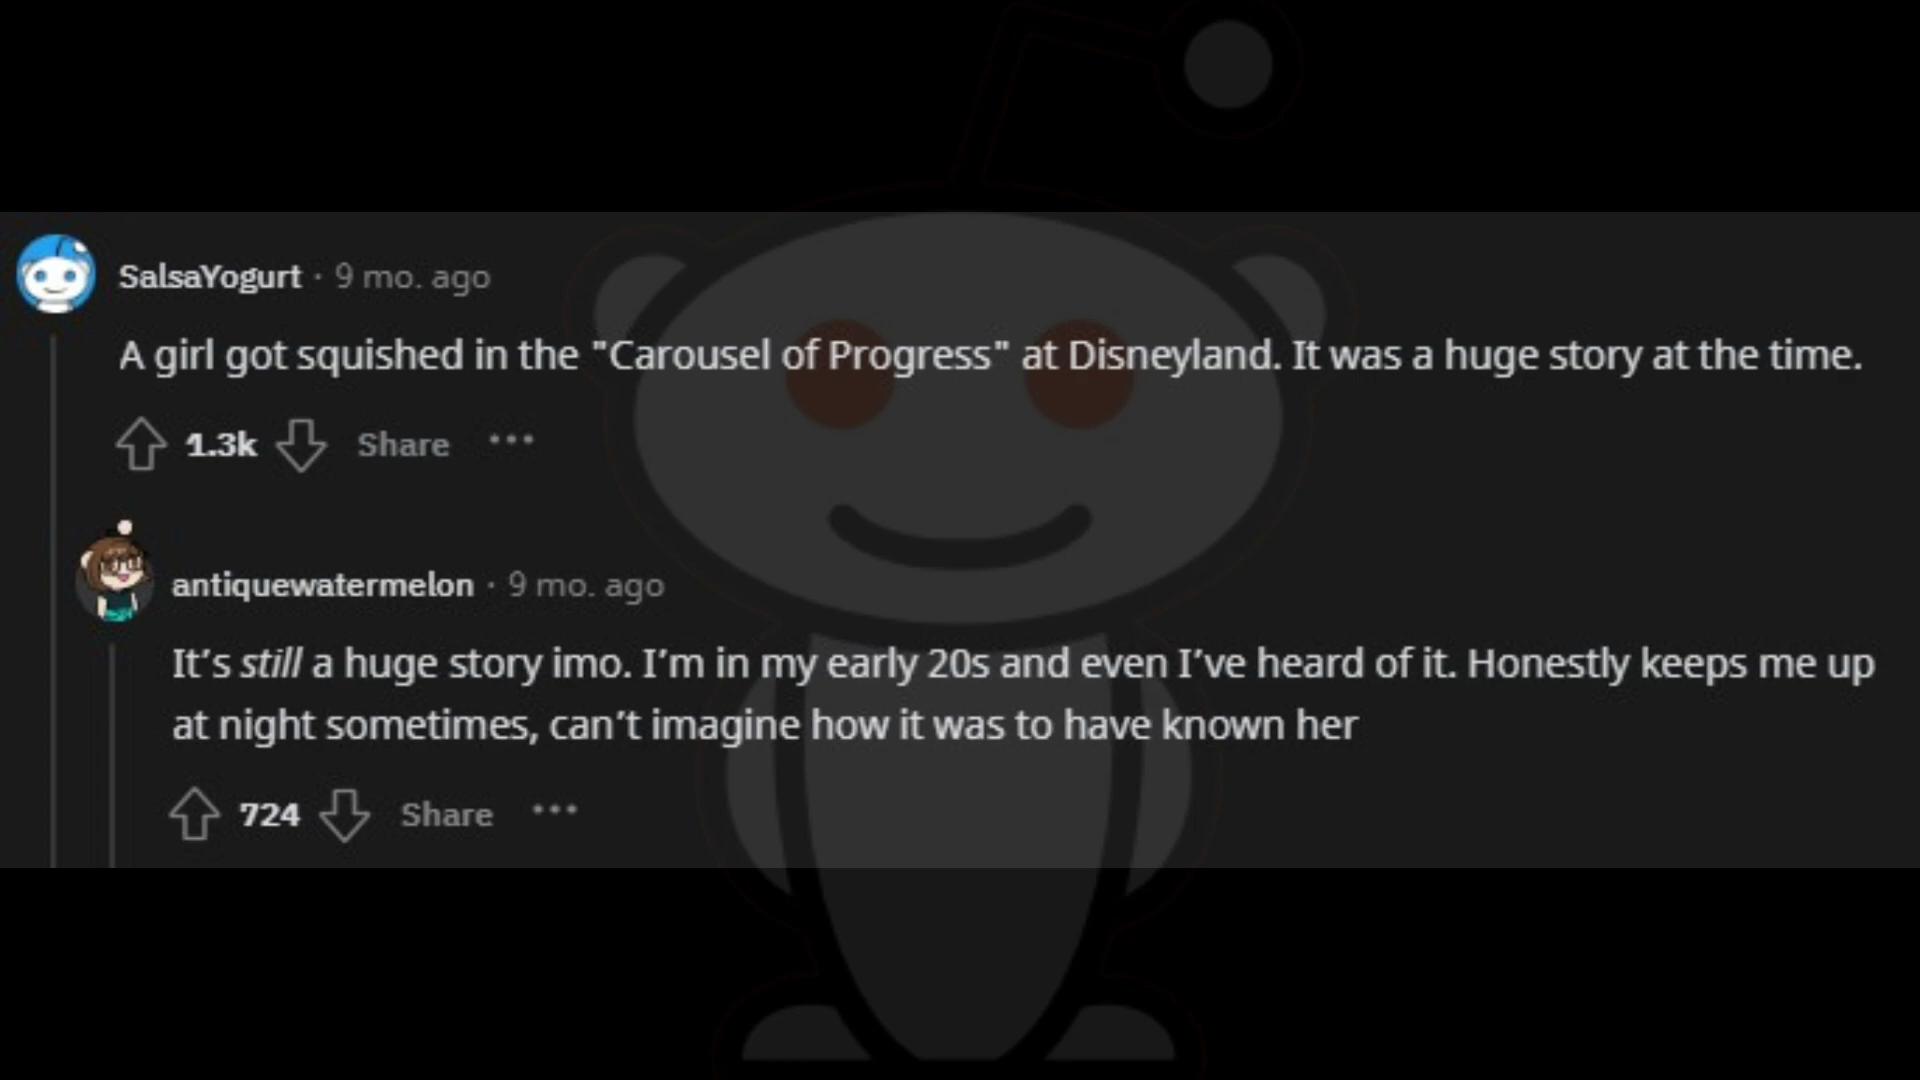 SalsaYogurt · 9 mo. ago
A girl got squished in the "Carousel of Progress" at Disneyland. It was a huge story at the time.
1.3k Share ···
antiquewatermelon · 9 mo. ago
It’s still a huge story imo. I’m in my early 20s and even I’ve heard of it. Honestly keeps me up
at night sometimes, can’t imagine how it was to have known her
724 Share ···